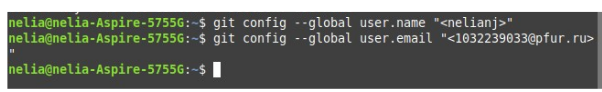 nelia@nelia-Aspire-5755G:~$ git config --global user.name "<nelianj>"
nelia@nelia-Aspire-5755G:~$ git config --global user.email "<1032239033@pfur.ru>
"
nelia@nelia-Aspire-5755G:~$